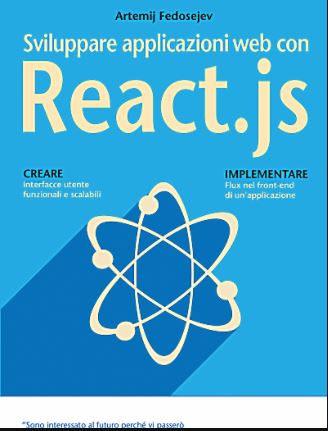 Artemij Fedosejev
Sviluppare applicazioni web con
React.js
CREARE
interfacce utente
funzionali e scalabili
IMPLEMENTARE
Flux nel front-end
di un'applicazione
"Sono interessato al futuro perché vi passerò